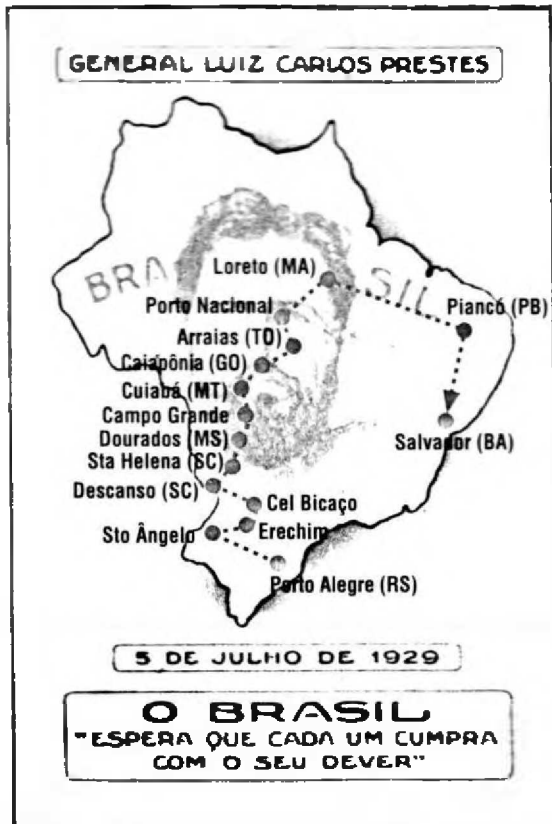 GENERAL LUIZ CARLOS PRESTES
BRA SIL
Loreto (MA)
Porto Nacional
Piancó (PB)
Arraias (TO)
Caiapônia (GO)
Cuiabá (MT)
Campo Grande
Dourados (MS)
Salvador (BA)
Sta Helena (SC)
Descanso (SC)
Cel Bicaço
Sto Ângelo
Erechim
Porto Alegre (RS)
5 DE JULHO DE 1929
O BRASIL
"ESPERA QUE CADA UM CUMPRA
COM O SEU DEVER"